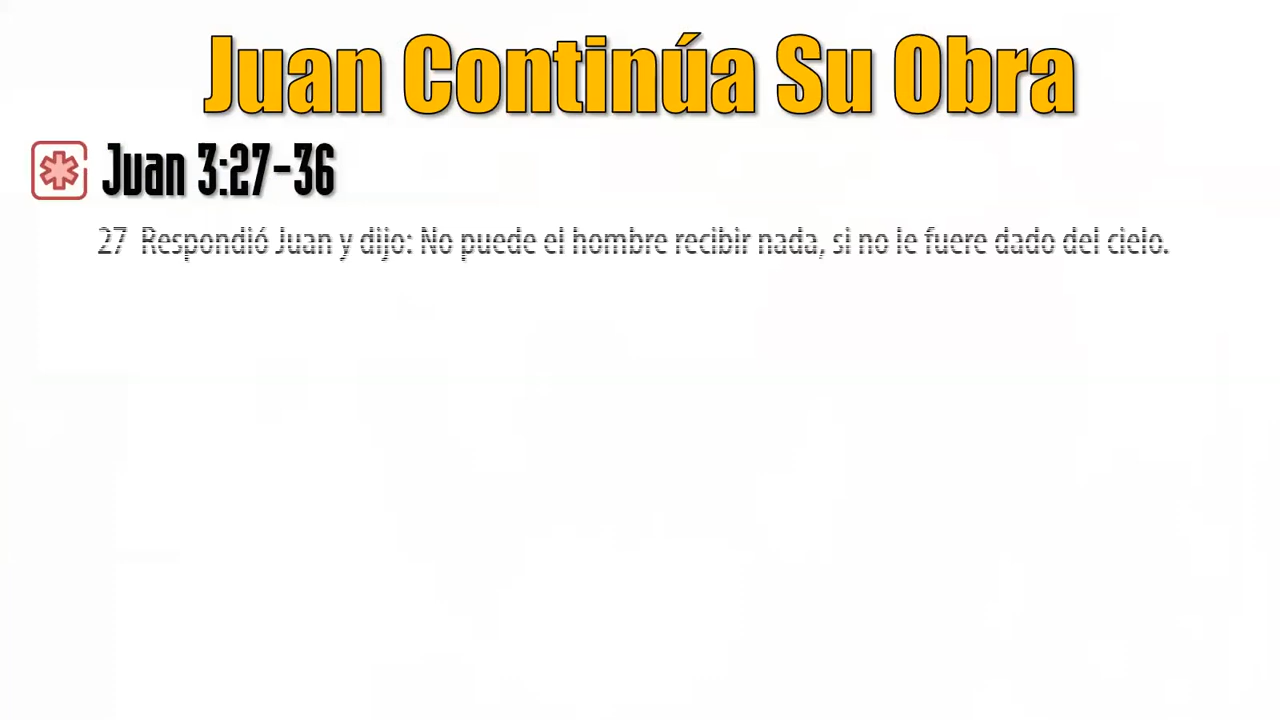 Juan Continúa Su Obra
Juan 3:27-36
27 Respondió Juan y dijo: No puede el hombre recibir nada, si no le fuere dado del cielo.